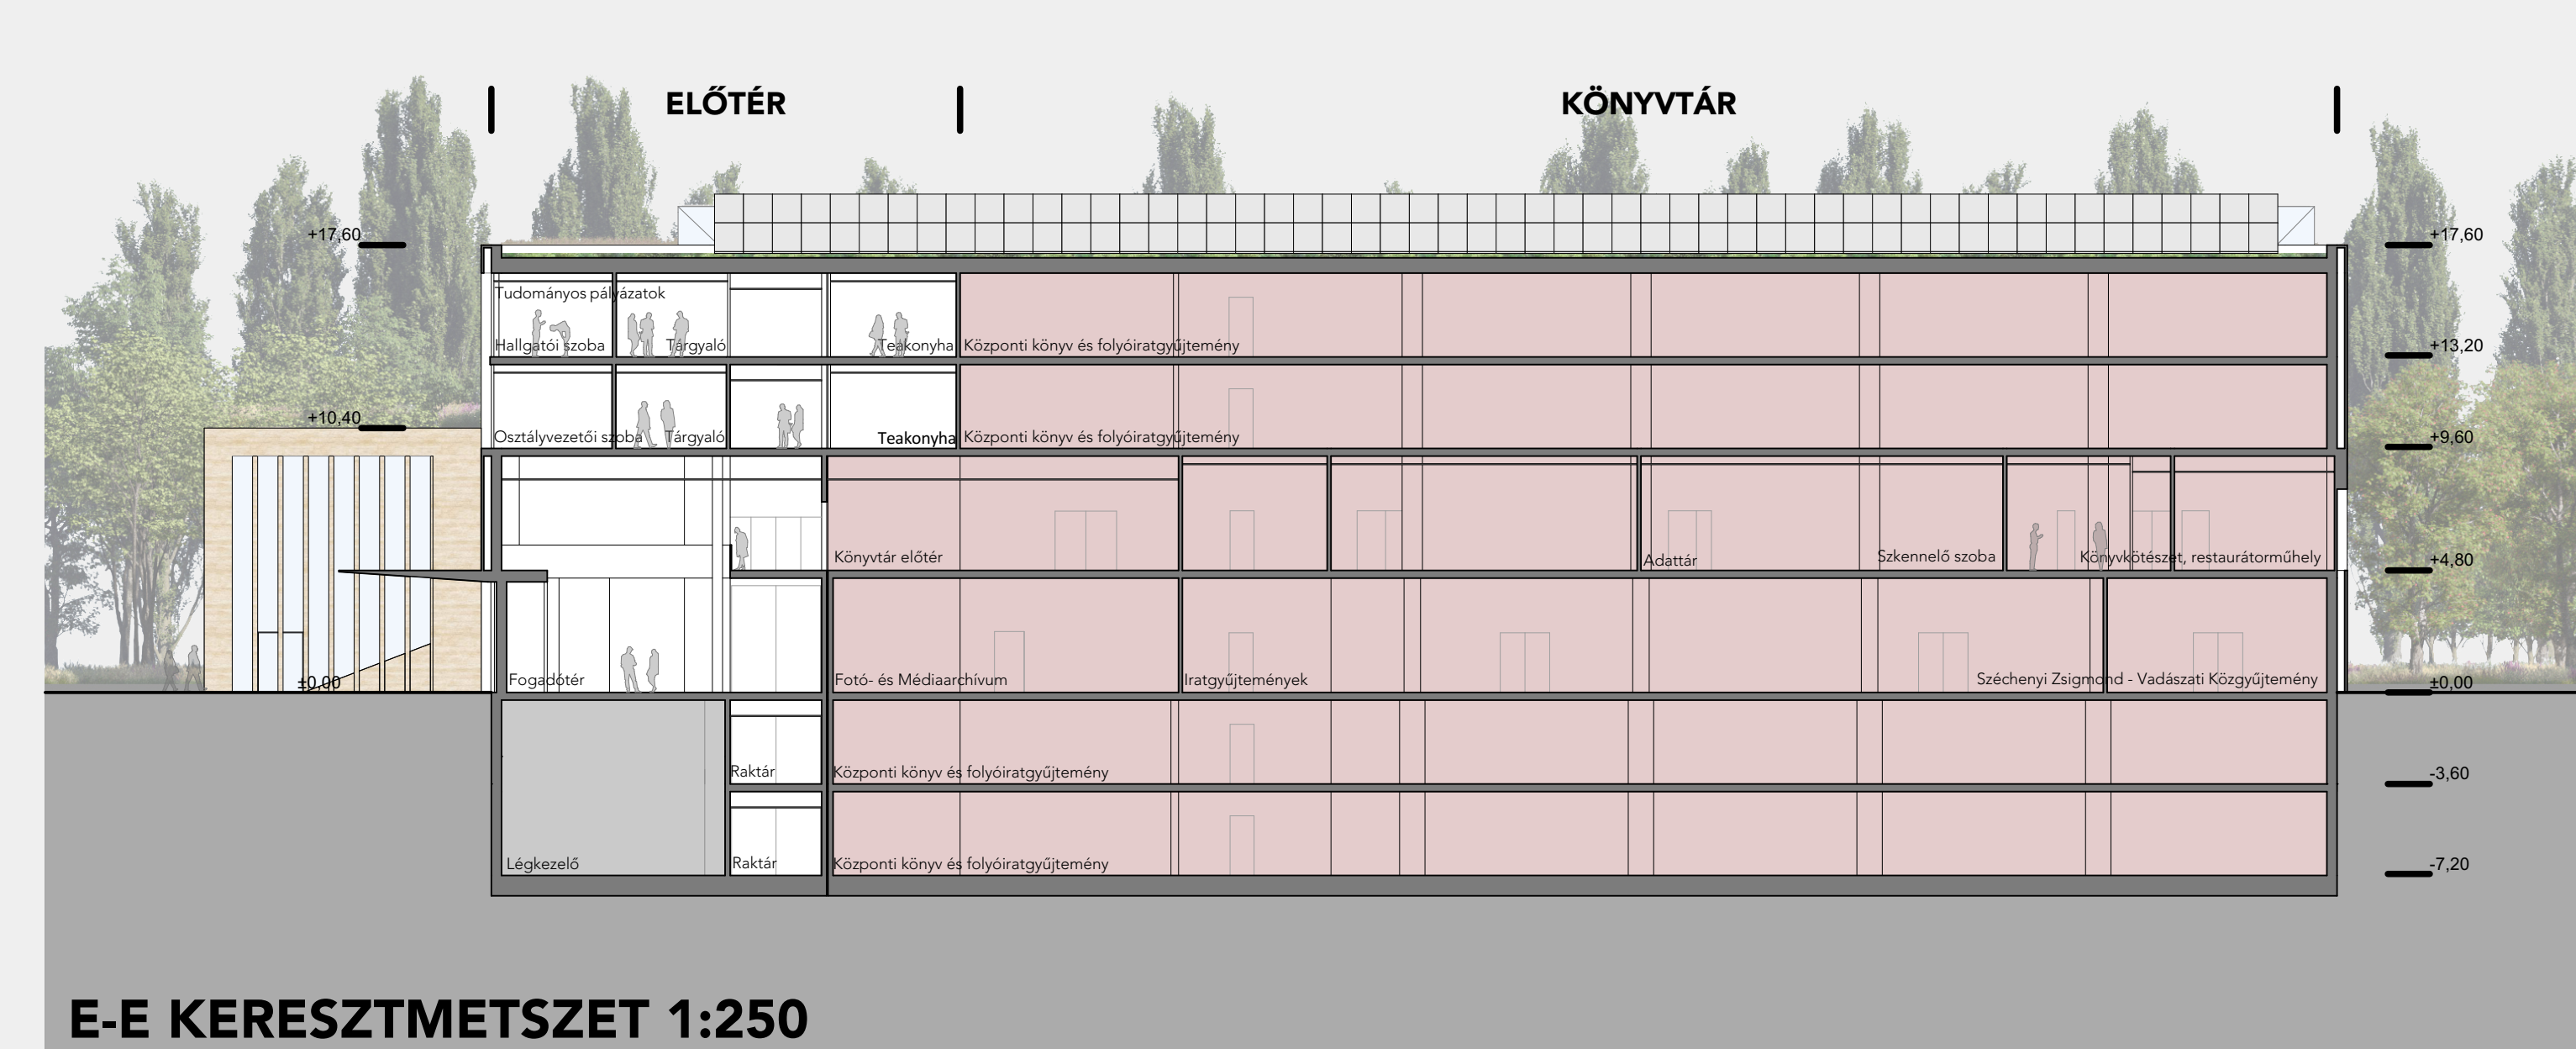 ELŐTÉR
KÖNYVTÁR
+17,60
+17,60
Tudományos pályázatok
Hallgatói szoba
Tárgyaló
Teakonyha
Központi könyv és folyóiratgyűjtemény
+13,20
+10,40
Osztályvezetői szoba
Tárgyaló
Teakonyha
Központi könyv és folyóiratgyűjtemény
+9,60
Könyvtár előtér
Adattár
Szkennelő szoba
Könyvkötészet, restaurátorműhely
+4,80
±0,00
Fogadótér
Fotó- és Médiaarchívum
Iratgyűjtemények
Széchenyi Zsigmond - Vadászati Közgyűjtemény
±0,00
Raktár
Központi könyv és folyóiratgyűjtemény
-3,60
Légkezelő
Raktár
Központi könyv és folyóiratgyűjtemény
-7,20
E-E KERESZTMETSZET 1:250